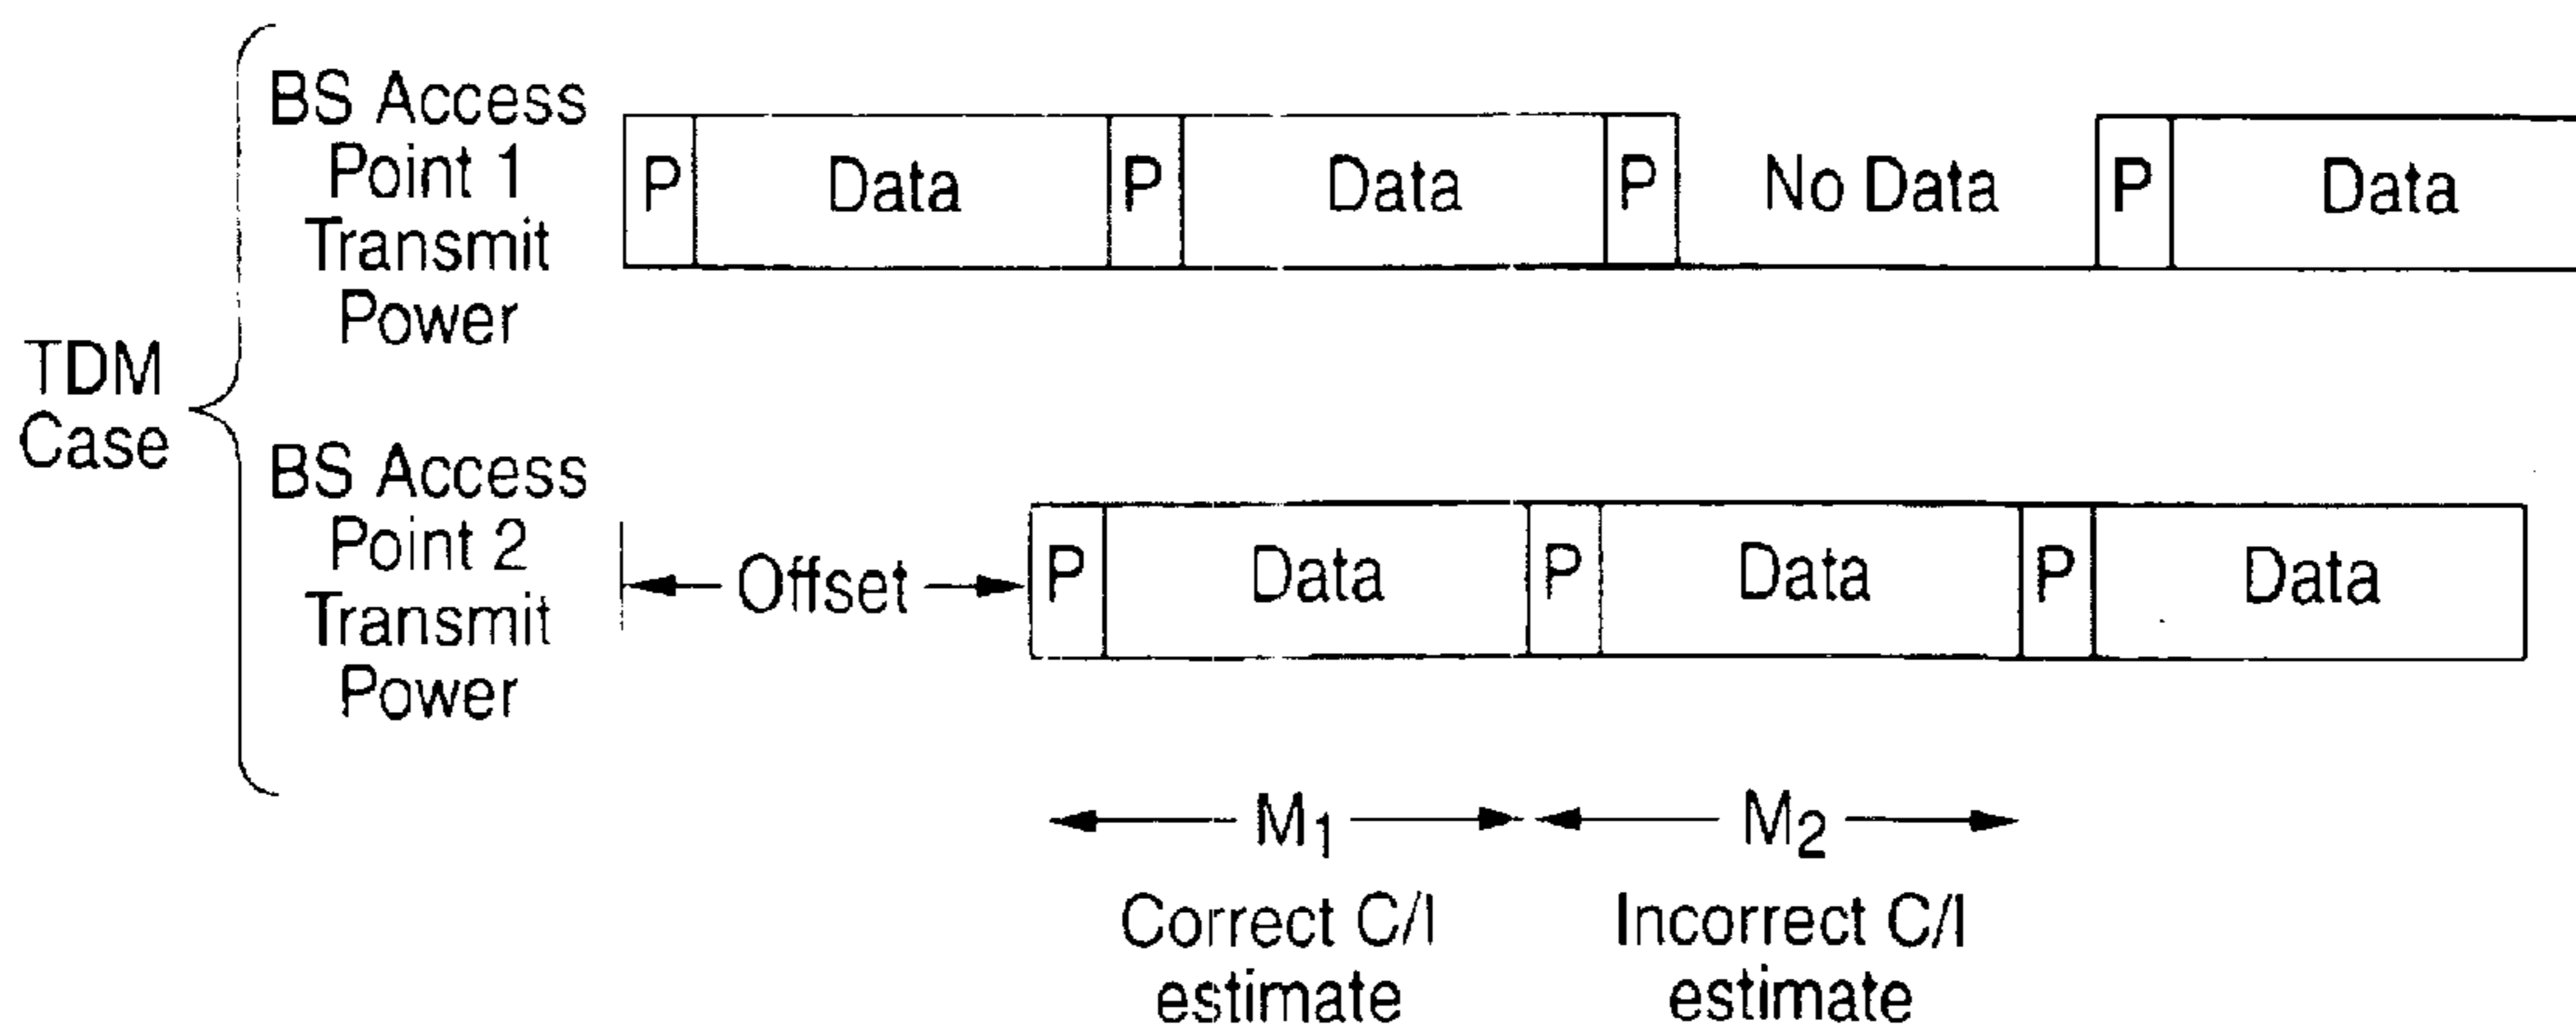 TDM
Case
BS Access
Point 1
Transmit
Power
P Data P Data P No Data P Data
BS Access
Point 2
Transmit
Power
Offset P Data P Data P Data
M1 M2
Correct C/I
estimate
Incorrect C/I
estimate